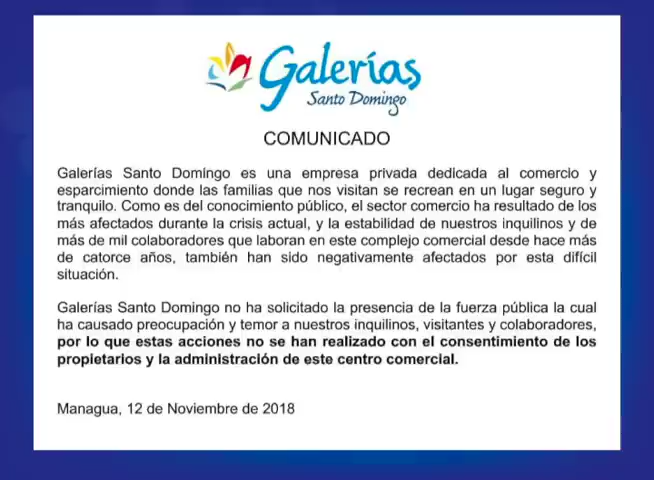 Galerías
Santo Domingo
COMUNICADO
Galerías Santo Domingo es una empresa privada dedicada al comercio y
esparcimiento donde las familias que nos visitan se recrean en un lugar seguro y
tranquilo. Como es del conocimiento público, el sector comercio ha resultado de los
más afectados durante la crisis actual, y la estabilidad de nuestros inquilinos y de
más de mil colaboradores que laboran en este complejo comercial desde hace más
de catorce años, también han sido negativamente afectados por esta difícil
situación.
Galerías Santo Domingo no ha solicitado la presencia de la fuerza pública la cual
ha causado preocupación y temor a nuestros inquilinos, visitantes y colaboradores,
por lo que estas acciones no se han realizado con el consentimiento de los
propietarios y la administración de este centro comercial.
Managua, 12 de Noviembre de 2018